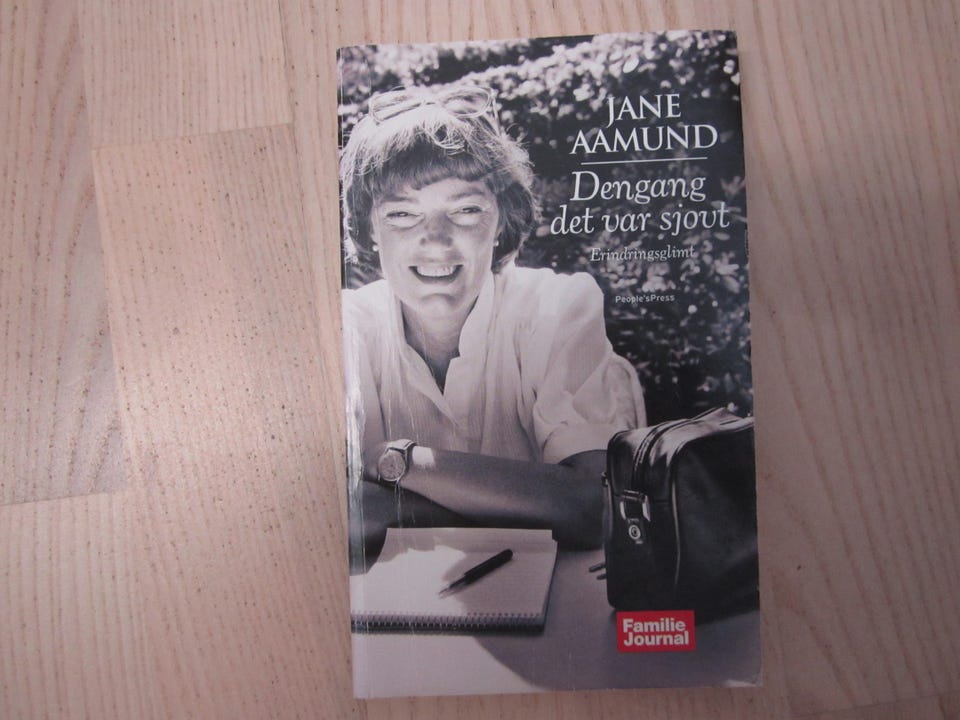 JANE
AAMUND
Dengang
det var sjovt
Erindringsglimt
People'sPress
Familie
Journal